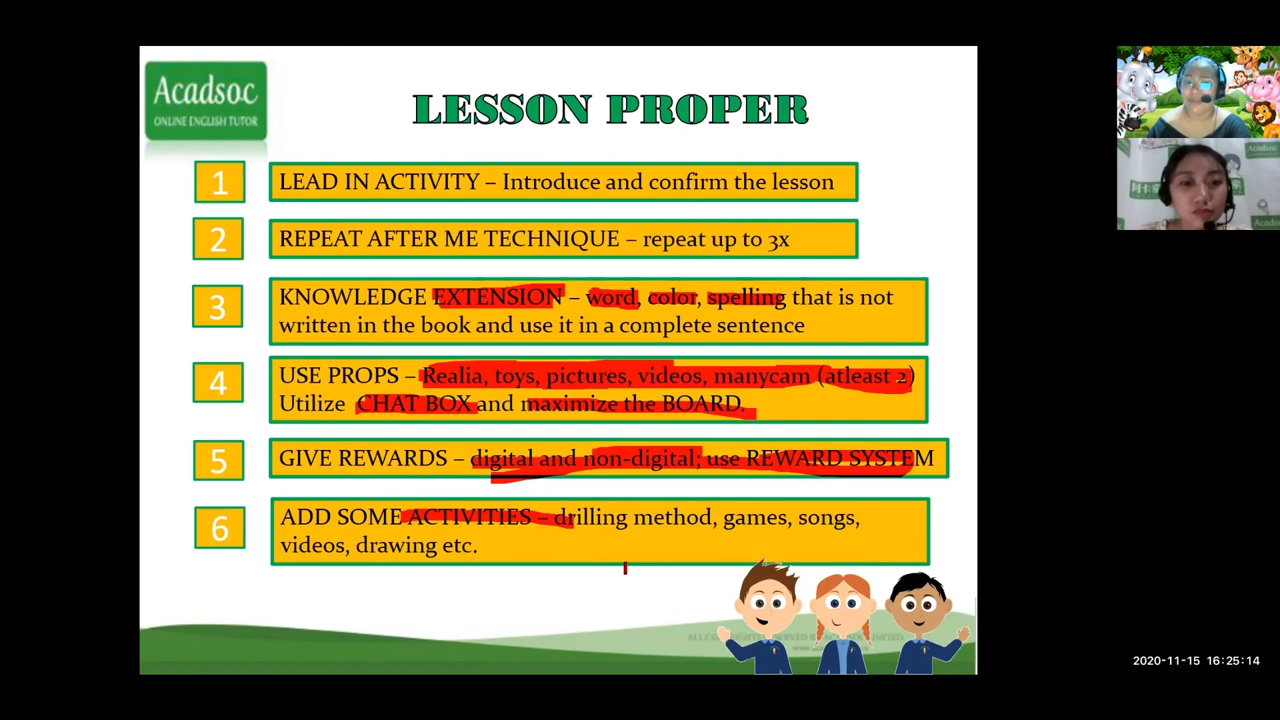 Acadsoc
ONLINE ENGLISH TUTOR
LESSON PROPER
1
LEAD IN ACTIVITY – Introduce and confirm the lesson
2
REPEAT AFTER ME TECHNIQUE – repeat up to 3x
3
KNOWLEDGE EXTENSION – word, color, spelling that is not
written in the book and use it in a complete sentence
4
USE PROPS – Realia, toys, pictures, videos, manycam (atleast 2)
Utilize CHAT BOX and maximize the BOARD.
5
GIVE REWARDS – digital and non-digital; use REWARD SYSTEM
6
ADD SOME ACTIVITIES – drilling method, games, songs,
videos, drawing etc.
Acadsoc
2020-11-15 16:25:14